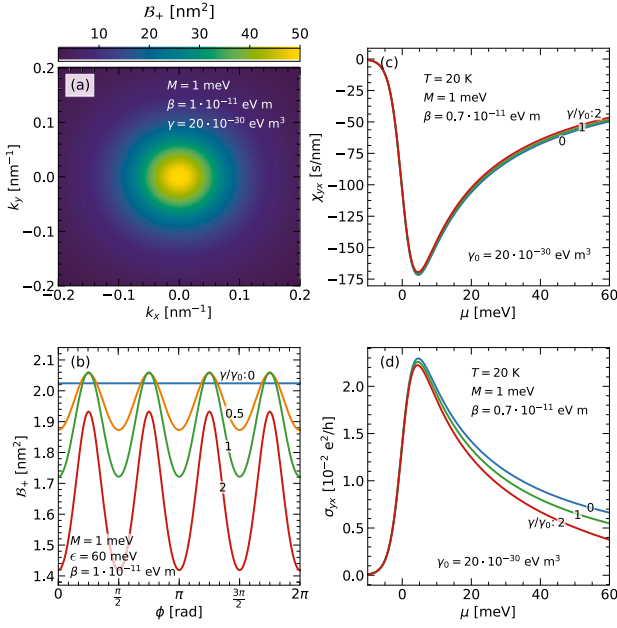 𝓑₊ [nm²]
10 20 30 40 50
(a)
M = 1 meV
β = 1·10⁻¹¹ eV m
γ = 20·10⁻³⁰ eV m³
0.2
0.1
0.0
−0.1
−0.2
k_y [nm⁻¹]
−0.2 −0.1 0.0 0.1 0.2
k_x [nm⁻¹]
(c)
T = 20 K
M = 1 meV
β = 0.7·10⁻¹¹ eV m
γ/γ₀: 2
1
0
γ₀ = 20·10⁻³⁰ eV m³
0
−25
−50
−75
−100
−125
−150
−175
χ_yx [s/nm]
0 20 40 60
μ [meV]
(b)
γ/γ₀: 0
0.5
1
2
M = 1 meV
ϵ = 60 meV
β = 1·10⁻¹¹ eV m
2.1
2.0
1.9
1.8
1.7
1.6
1.5
1.4
𝓑₊ [nm²]
0 π/2 π 3π/2 2π
ϕ [rad]
(d)
T = 20 K
M = 1 meV
β = 0.7·10⁻¹¹ eV m
0
1
γ/γ₀: 2
γ₀ = 20·10⁻³⁰ eV m³
2.0
1.5
1.0
0.5
0.0
σ_yx [10⁻² e²/h]
0 20 40 60
μ [meV]